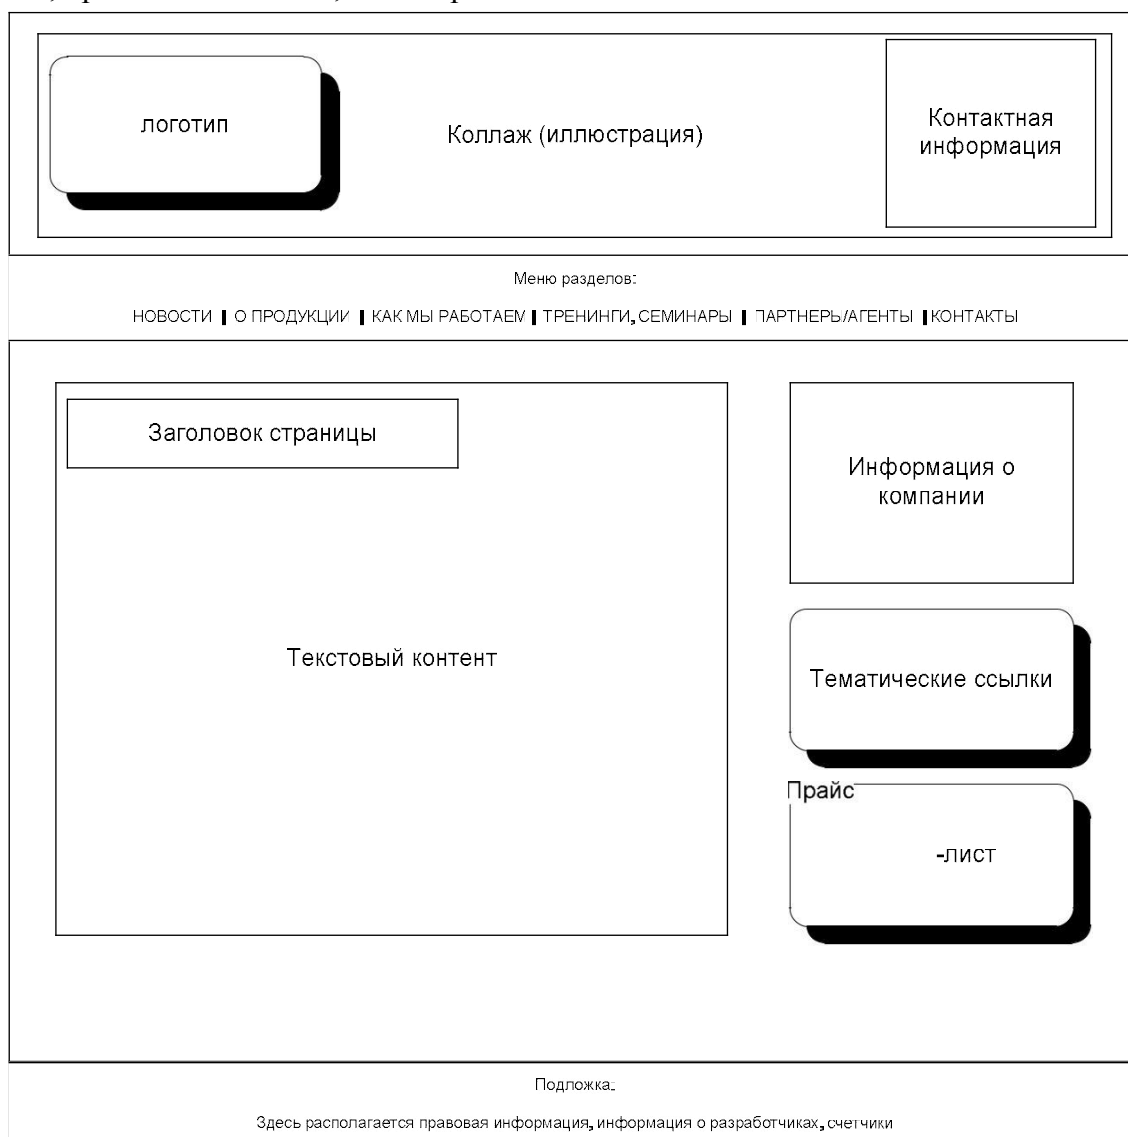 логотип
Коллаж (иллюстрация)
Контактная
информация
Меню разделов:
НОВОСТИ | О ПРОДУКЦИИ | КАК МЫ РАБОТАЕМ | ТРЕНИНГИ, СЕМИНАРЫ | ПАРТНЕРЫ/АГЕНТЫ | КОНТАКТЫ
Заголовок страницы
Текстовый контент
Информация о
компании
Тематические ссылки
Прайс
-лист
Подложка:
Здесь располагается правовая информация, информация о разработчиках, счетчики